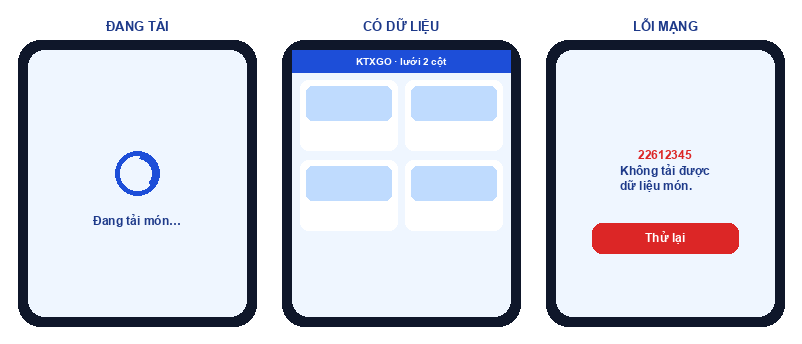 ĐANG TẢI
CÓ DỮ LIỆU
LỖI MẠNG
Đang tải món...
KTXGO · lưới 2 cột
22612345
Không tải được
dữ liệu món.
Thử lại